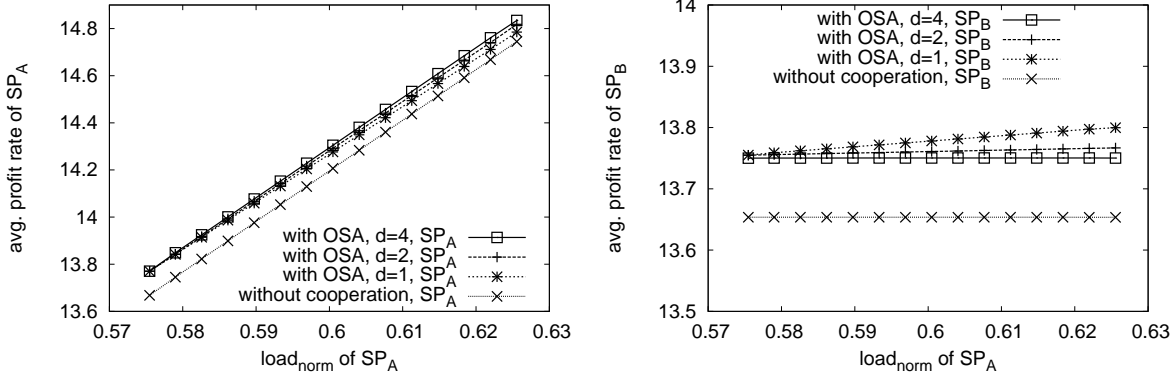 14.8
14.6
14.4
14.2
14
13.8
13.6
0.57 0.58 0.59 0.60 0.61 0.62 0.63
avg. profit rate of SP_A
load_norm of SP_A
with OSA, d=4, SP_A
with OSA, d=2, SP_A
with OSA, d=1, SP_A
without cooperation, SP_A
14
13.9
13.8
13.7
13.6
13.5
0.57 0.58 0.59 0.6 0.61 0.62 0.63
avg. profit rate of SP_B
load_norm of SP_A
with OSA, d=4, SP_B
with OSA, d=2, SP_B
with OSA, d=1, SP_B
without cooperation, SP_B